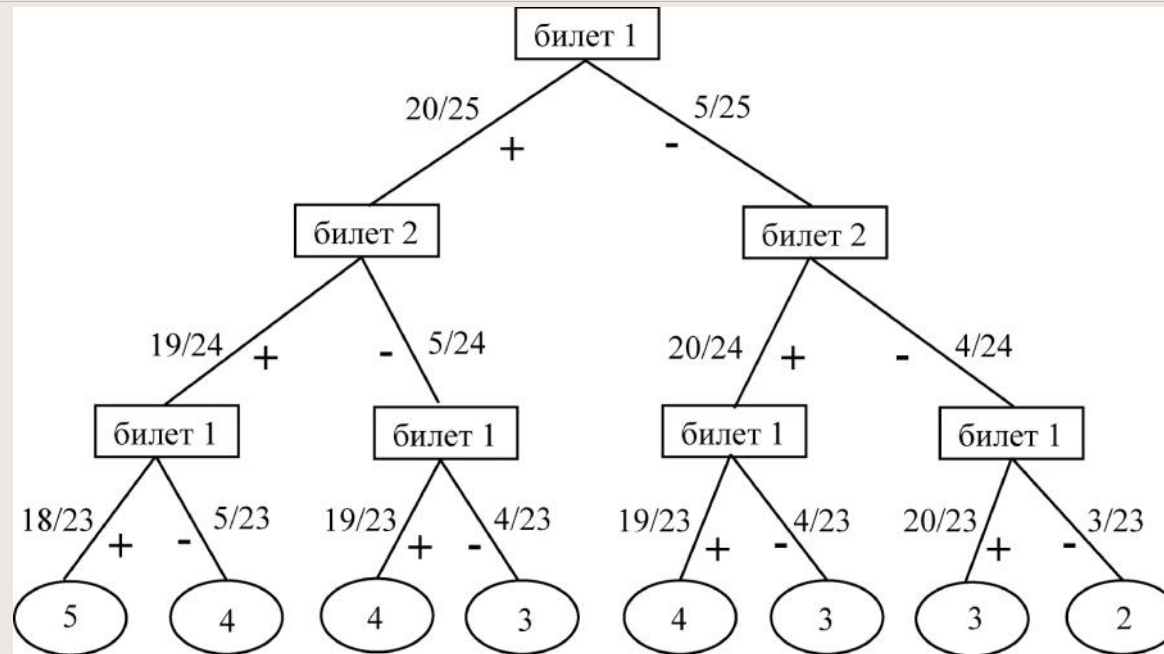 билет 1
20/25 5/25
+ -
билет 2 билет 2
19/24 + - 5/24 20/24 + - 4/24
билет 1 билет 1 билет 1 билет 1
18/23 5/23 19/23 4/23 19/23 4/23 20/23 3/23
+ - + - + - + -
5 4 4 3 4 3 3 2